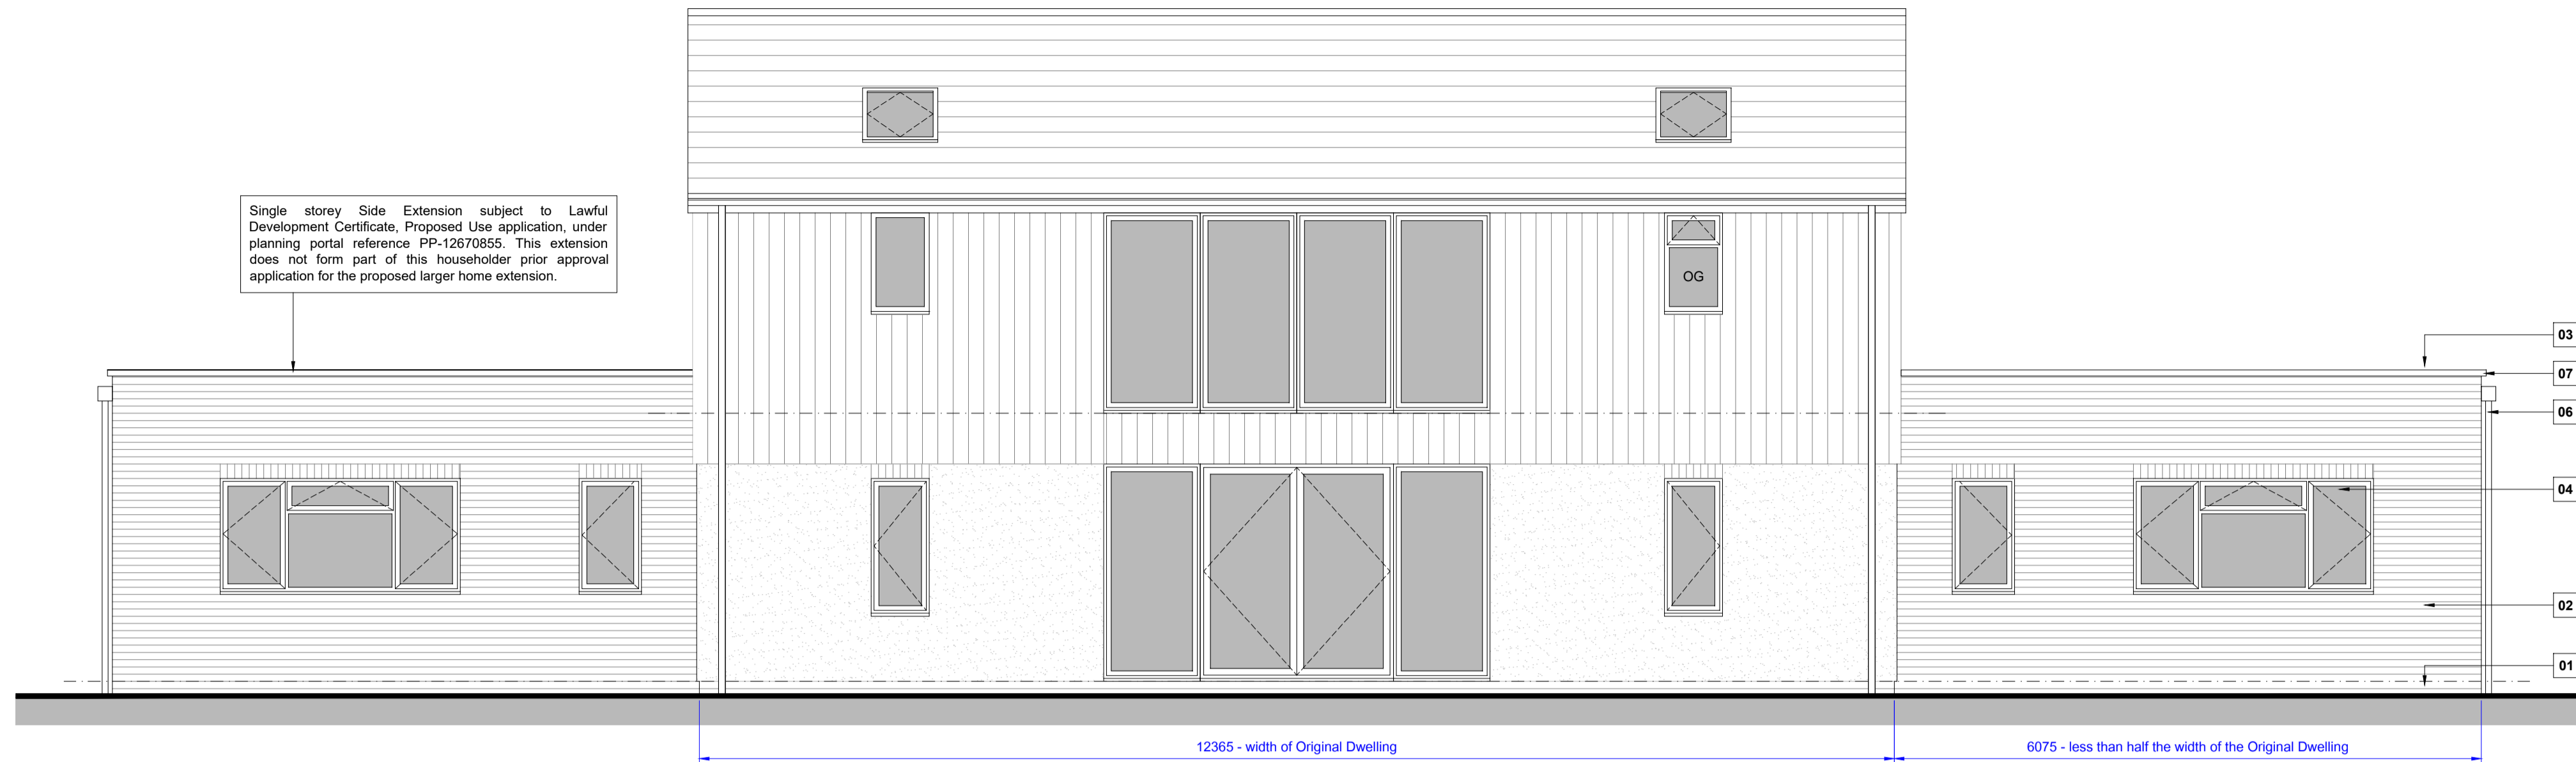 Single storey Side Extension subject to Lawful
Development Certificate, Proposed Use application, under
planning portal reference PP-12670855. This extension
does not form part of this householder prior approval
application for the proposed larger home extension.
OG
03
07
06
04
02
01
12365 - width of Original Dwelling
6075 - less than half the width of the Original Dwelling